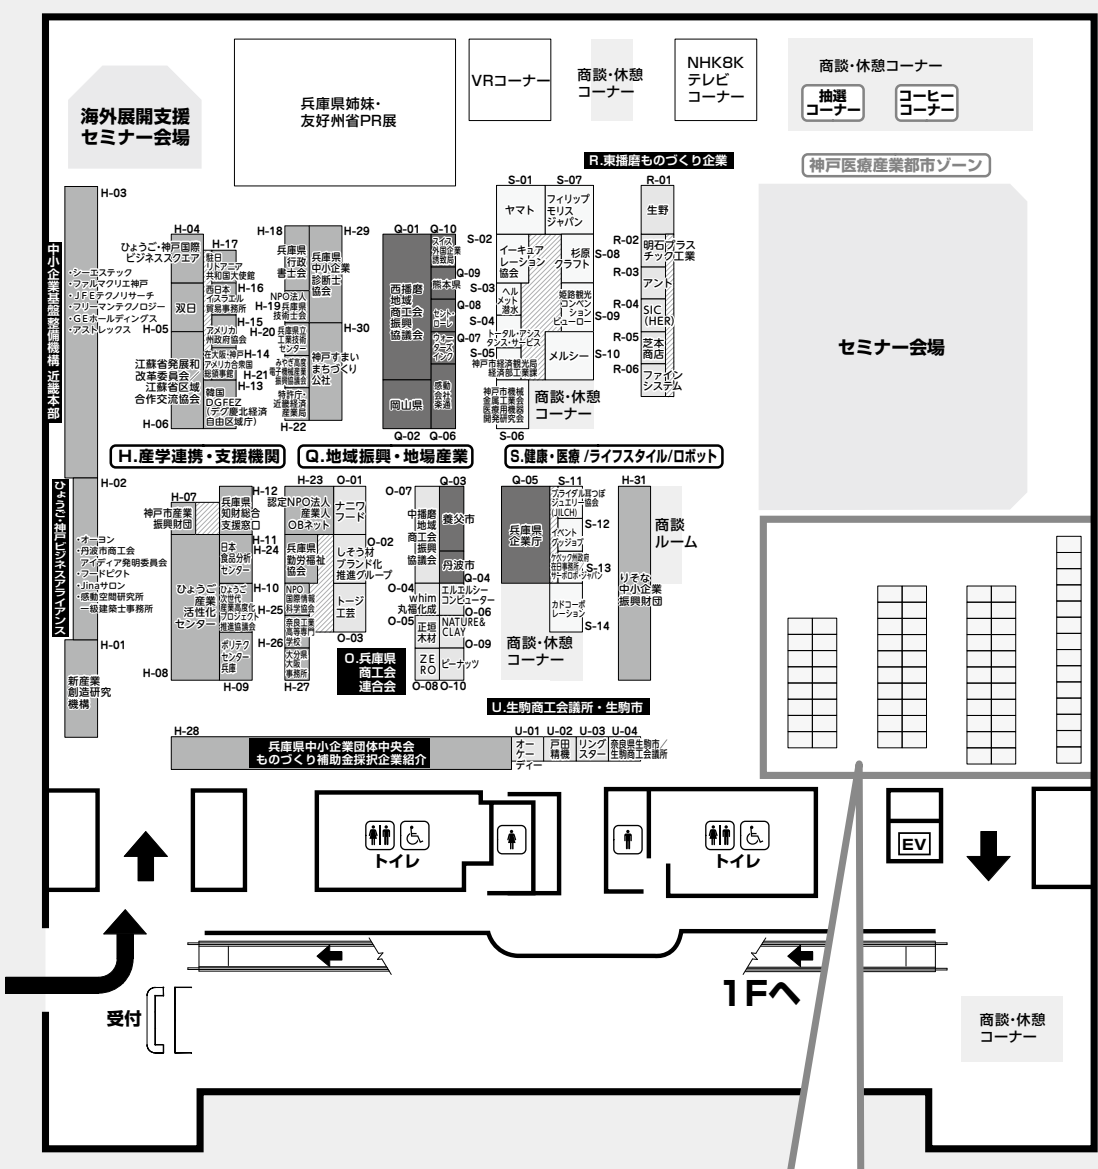 海外展開支援
セミナー会場
兵庫県姉妹・
友好州省PR展
VRコーナー
商談・休憩
コーナー
NHK8K
テレビ
コーナー
商談・休憩コーナー
抽選
コーナー
コーヒー
コーナー
神戸医療産業都市ゾーン
セミナー会場
R.東播磨ものづくり企業
中小企業基盤整備機構 近畿本部
H-03
・シーエステック
・ファルマクリエ神戸
・JFEテクノリサーチ
・フリーマンテクノロジー
・GEホールディングス
・アストレックス
H-04
ひょうご・神戸国際
ビジネススクエア
双日
H-05
江蘇省発展和
改革委員会/
江蘇省区域
合作交流協会
H-06
H-17
駐日
リトアニア
共和国大使館
H-16
西日本
イスラエル
貿易事務所
H-15
アメリカ
州政府協会
H-14
在大阪・神戸
アメリカ合衆国
総領事館
H-13
韓国
DGFEZ
(デグ慶北経済
自由区域庁)
H-18
兵庫県
行政
書士会
H-19
NPO法人
兵庫県
技術士会
H-20
兵庫県立
工業技術
センター
H-21
みやぎ高度
電子機械産業
振興協議会
特許庁・
近畿経済
産業局
H-22
H-29
兵庫県
中小企業
診断士
協会
H-30
神戸すまい
まちづくり
公社
Q-01
西播磨
地域
商工会
振興
協議会
岡山県
Q-02
Q-10
スイス
外国企業
誘致局
Q-09
熊本県
Q-08
セント・
ローレ
Q-07
ウォー
ターズ
イング
感動
会社
楽通
Q-06
S-01
ヤマト
S-07
フィリップ
モリス
ジャパン
S-02
イーキュア
レーション
協会
杉原
クラフト
S-08
S-03
ヘル
メット
潜水
姫路観光
コンベン
ション
ビューロー
S-09
S-04
トータル・アシス
タンス・サービス
S-05
神戸市経済観光局
経済部工業課
メルシー
S-10
神戸市機械
金属工業会
医療用機器
開発研究会
S-06
商談・休憩
コーナー
R-01
生野
R-02
明石プラス
チック工業
R-03
アント
R-04
SIC
(HER)
R-05
芝本
商店
R-06
ファイン
システム
H.産学連携・支援機関
Q.地域振興・地場産業
S.健康・医療/ライフスタイル/ロボット
ひょうご・神戸ビジネスアライアンス
H-02
・オーヨン
・丹波市商工会
アイディア発明委員会
・フードピクト
・Jinaサロン
・感動空間研究所
一級建築士事務所
H-01
新産業
創造研究
機構
H-07
神戸市産業
振興財団
ひょうご
産業
活性化
センター
H-08
H-12
兵庫県
知財総合
支援窓口
H-11
日本
食品分析
センター
H-10
ひょうご
次世代
産業高度化
プロジェクト
推進協議会
ポリテク
センター
兵庫
H-09
H-23
認定NPO法人
産業人
OBネット
H-24
兵庫県
勤労福祉
協会
H-25
NPO
国際情報
科学協会
H-26
奈良工業
高等専門
学校
大分県
大阪
事務所
H-27
O-01
ナニワ
フード
O-02
しそう材
ブランド化
推進グループ
トージ
工芸
O-03
O.兵庫県
商工会
連合会
O-07
中播磨
地域
商工会
振興
協議会
O-04
whim
丸福化成
O-05
正垣
木材
ZE
RO
O-08
Q-03
養父市
丹波市
Q-04
エルエルシー
コンピューター
O-06
NATURE&
CLAY
O-09
ピーナッツ
O-10
Q-05
兵庫県
企業庁
商談・休憩
コーナー
S-11
ブライダル耳つぼ
ジュエリー協会
(JILCH)
S-12
イベント
グッジョブ
ケベック州政府
在日事務所/
サーボロボ・ジャパン
S-13
カドコーポ
レーション
S-14
H-31
りそな
中小企業
振興財団
商談
ルーム
U.生駒商工会議所・生駒市
H-28
兵庫県中小企業団体中央会
ものづくり補助金採択企業紹介
U-01
オー
ケー
ディー
U-02
戸田
精機
U-03
リング
スター
U-04
奈良県生駒市/
生駒商工会議所
トイレ
トイレ
EV
受付
1Fへ
商談・休憩
コーナー